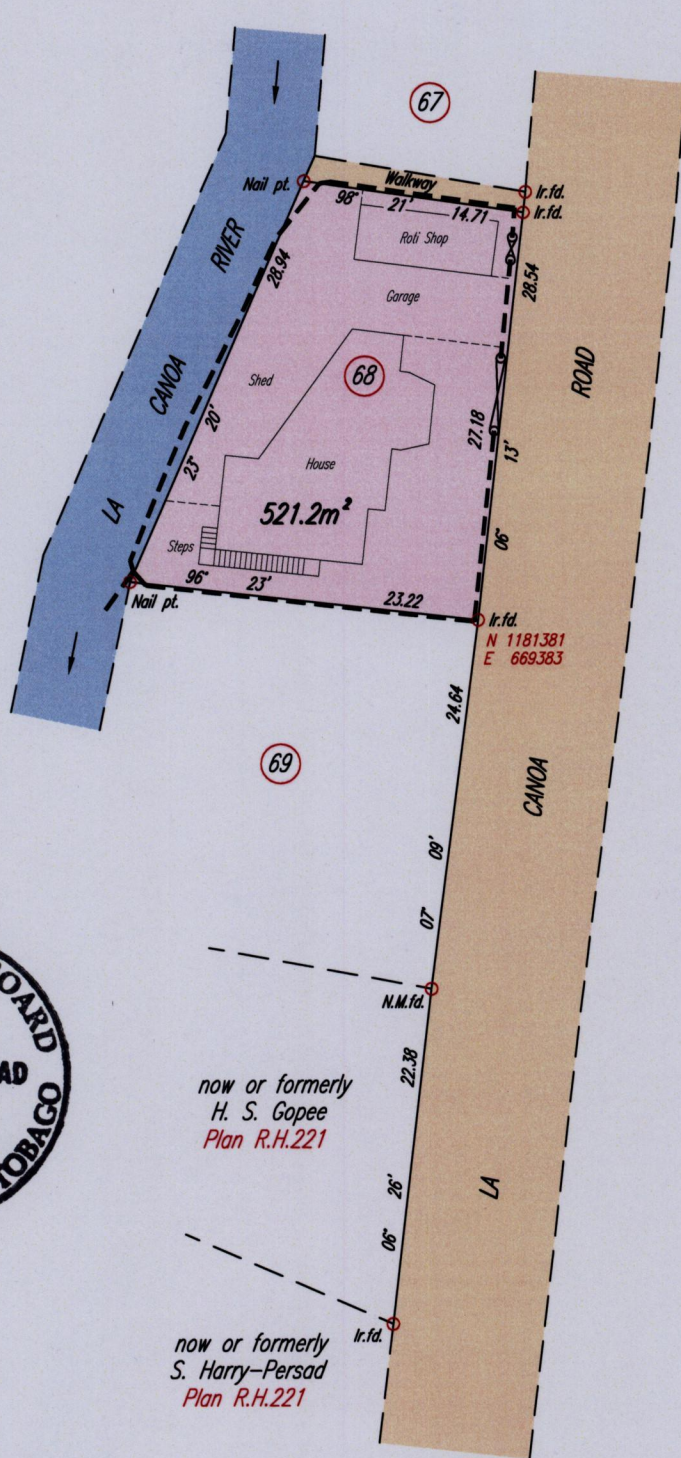 67
Nail pt.
Walkway
Ir.fd.
Ir.fd.
98° 21' 14.71
Roti Shop
Garage
28.54
RIVER
CANOA
LA
28.94
20'
23°
Shed
68
House
521.2m²
27.18
13'
06°
ROAD
CANOA
LA
Steps
96° 23' 23.22
Nail pt.
Ir.fd.
N 1181381
E 669383
24.64
09'
07°
69
N.M.fd.
22.38
26'
06°
now or formerly
H. S. Gopee
Plan R.H.221
Ir.fd.
now or formerly
S. Harry-Persad
Plan R.H.221
OARD
AD
TOBAGO